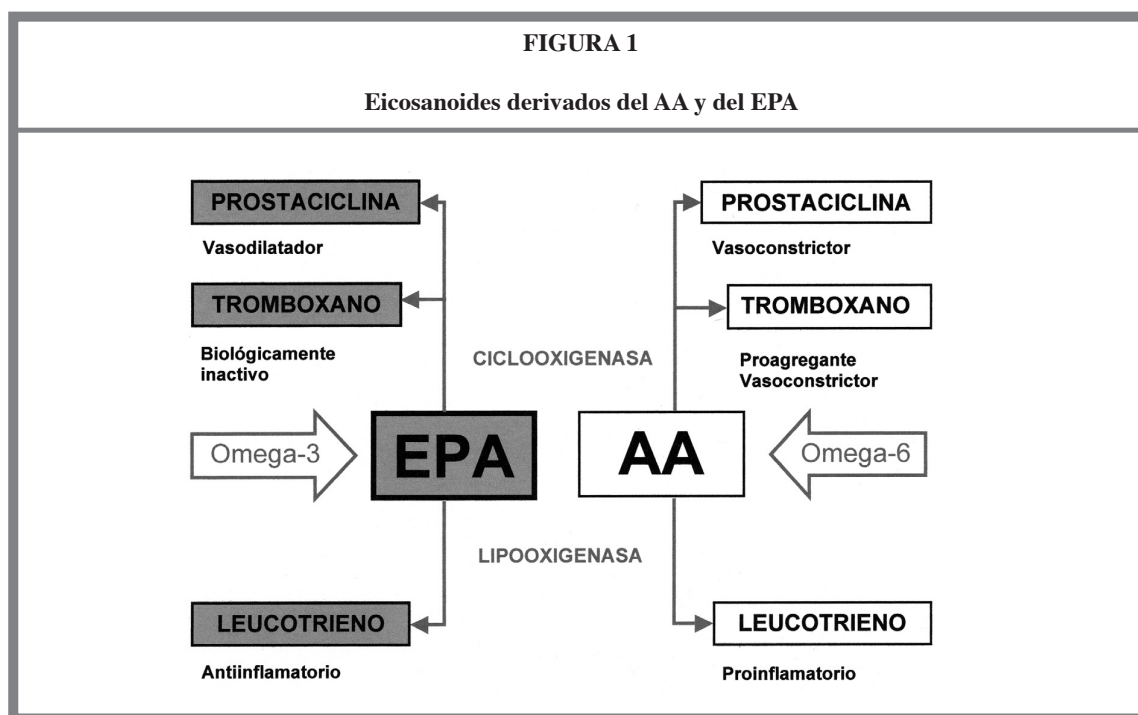 FIGURA 1
Eicosanoides derivados del AA y del EPA
PROSTACICLINA
Vasodilatador
TROMBOXANO
Biológicamente
inactivo
PROSTACICLINA
Vasoconstrictor
TROMBOXANO
Proagregante
Vasoconstrictor
CICLOOXIGENASA
Omega-3
EPA
AA
Omega-6
LIPOOXIGENASA
LEUCOTRIENO
Antiinflamatorio
LEUCOTRIENO
Proinflamatorio